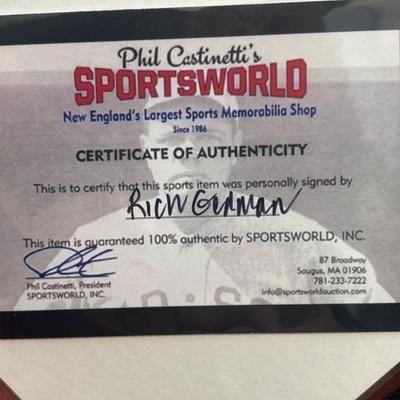 Phil Castinetti's
SPORTSWORLD
New England's Largest Sports Memorabilia Shop
Since 1986
CERTIFICATE OF AUTHENTICITY
This is to certify that this sports item was personally signed by
RICH GEDMAN
This item is guaranteed 100% authentic by SPORTSWORLD, INC.
Phil Castinetti, President
SPORTSWORLD, INC.
87 Broadway
Saugus, MA 01906
781-233-7222
info@sportsworldauction.com